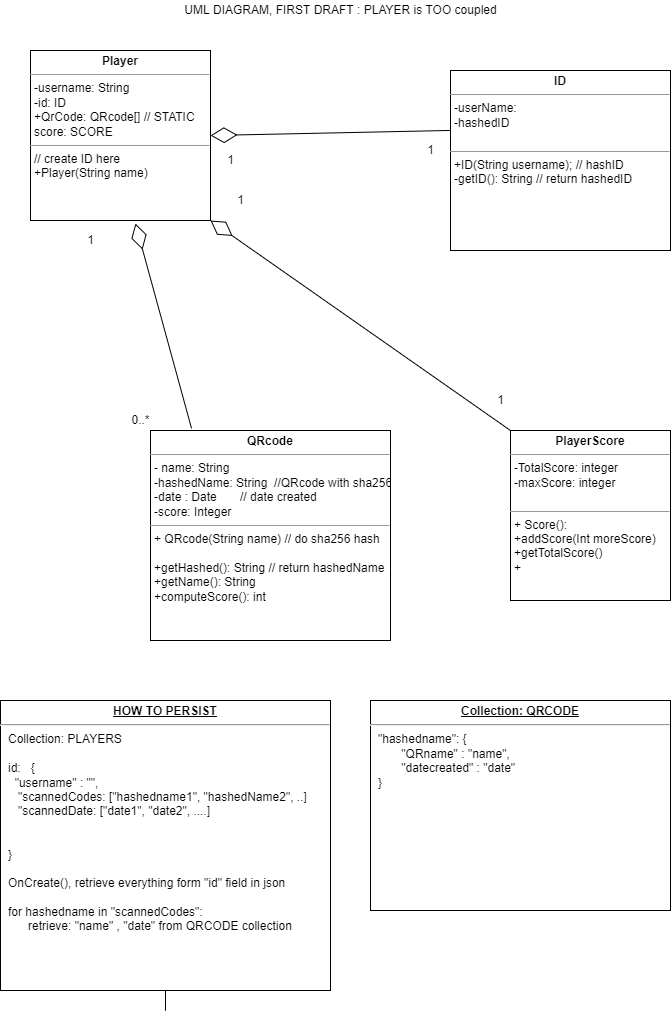 UML DIAGRAM, FIRST DRAFT : PLAYER is TOO coupled
Player
-username: String
-id: ID
+QrCode: QRcode[] // STATIC
score: SCORE
// create ID here
+Player(String name)
ID
-userName:
-hashedID
+ID(String username); // hashID
-getID(): String // return hashedID
1
1
1
1
0..*
1
QRcode
- name: String
-hashedName: String //QRcode with sha256
-date : Date // date created
-score: Integer
+ QRcode(String name) // do sha256 hash
+getHashed(): String // return hashedName
+getName(): String
+computeScore(): int
PlayerScore
-TotalScore: integer
-maxScore: integer
+ Score():
+addScore(Int moreScore)
+getTotalScore()
+
HOW TO PERSIST
Collection: PLAYERS
id: {
"username" : "",
"scannedCodes: ["hashedname1", "hashedName2", ..]
"scannedDate: ["date1", "date2", ....]
}
OnCreate(), retrieve everything form "id" field in json
for hashedname in "scannedCodes":
retrieve: "name" , "date" from QRCODE collection
Collection: QRCODE
"hashedname": {
"QRname" : "name",
"datecreated" : "date"
}